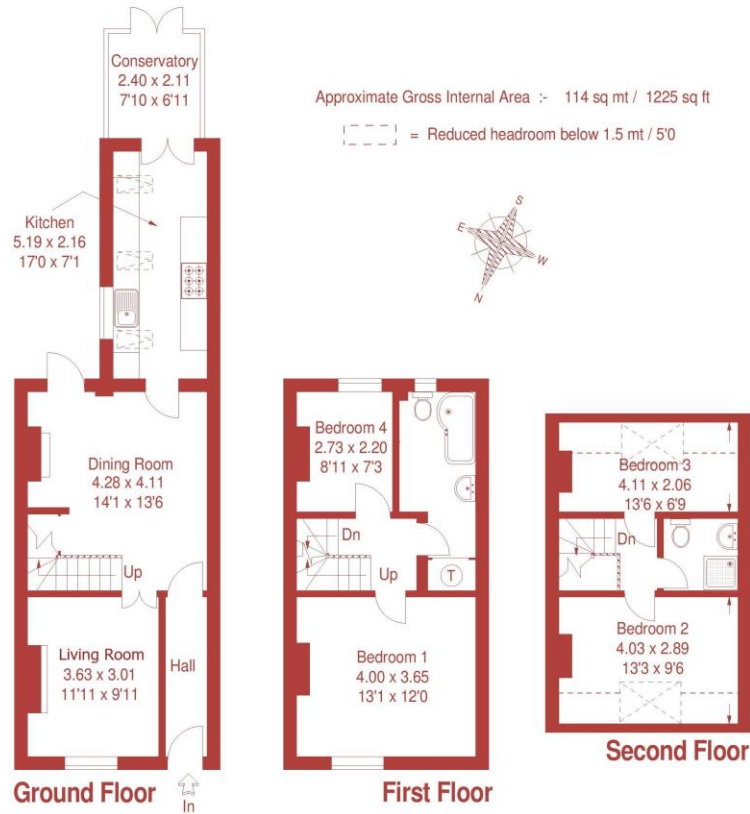 Conservatory
2.40 x 2.11
7'10 x 6'11
Approximate Gross Internal Area :- 114 sq mt / 1225 sq ft
= Reduced headroom below 1.5 mt / 5'0
Kitchen
5.19 x 2.16
17'0 x 7'1
S
E
W
N
Dining Room
4.28 x 4.11
14'1 x 13'6
Up
Living Room
3.63 x 3.01
11'11 x 9'11
Hall
In
Ground Floor
Bedroom 4
2.73 x 2.20
8'11 x 7'3
Dn
Up
T
Bedroom 1
4.00 x 3.65
13'1 x 12'0
First Floor
Bedroom 3
4.11 x 2.06
13'6 x 6'9
Dn
Bedroom 2
4.03 x 2.89
13'3 x 9'6
Second Floor